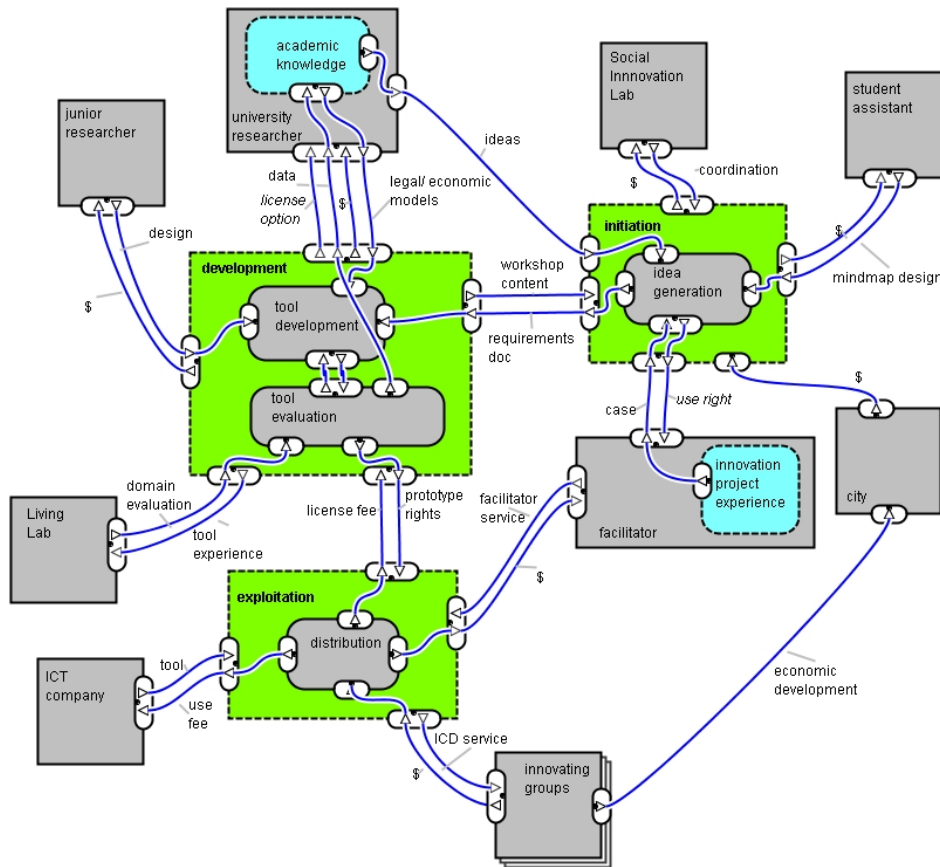 academic
knowledge
university
researcher
Social
Innnovation
Lab
student
assistant
junior
researcher
ideas
coordination
$
data
license
option
$
legal/ economic
models
design
$
$
mindmap design
initiation
idea
generation
development
tool
development
workshop
content
requirements
doc
tool
evaluation
case
use right
$
city
innovation
project
experience
facilitator
domain
evaluation
tool
experience
Living
Lab
license fee
prototype
rights
facilitator
service
$
exploitation
distribution
ICT
company
tool
use
fee
economic
development
ICD service
$
innovating
groups